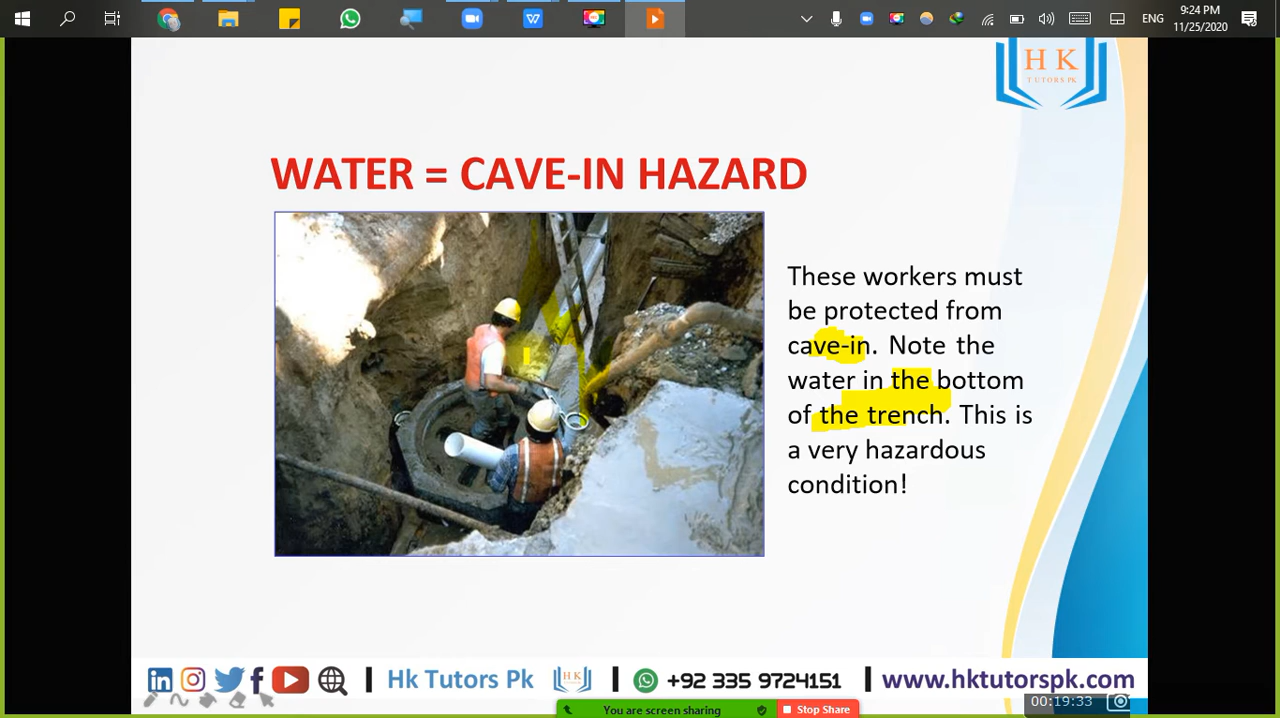 9:24 PM
ENG
11/25/2020
H K
TUTORS PK
WATER = CAVE-IN HAZARD
These workers must
be protected from
cave-in. Note the
water in the bottom
of the trench. This is
a very hazardous
condition!
Hk Tutors Pk
H K
+92 335 9724151
www.hktutorspk.com
00:19:33
You are screen sharing
Stop Share